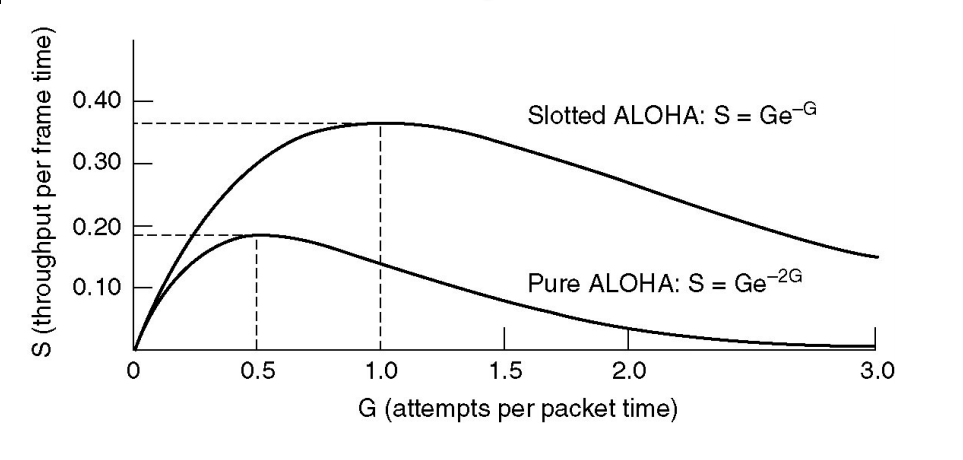 S (throughput per frame time)
0.40
0.30
0.20
0.10
Slotted ALOHA: S = Ge–G
Pure ALOHA: S = Ge–2G
0
0.5
1.0
1.5
2.0
3.0
G (attempts per packet time)